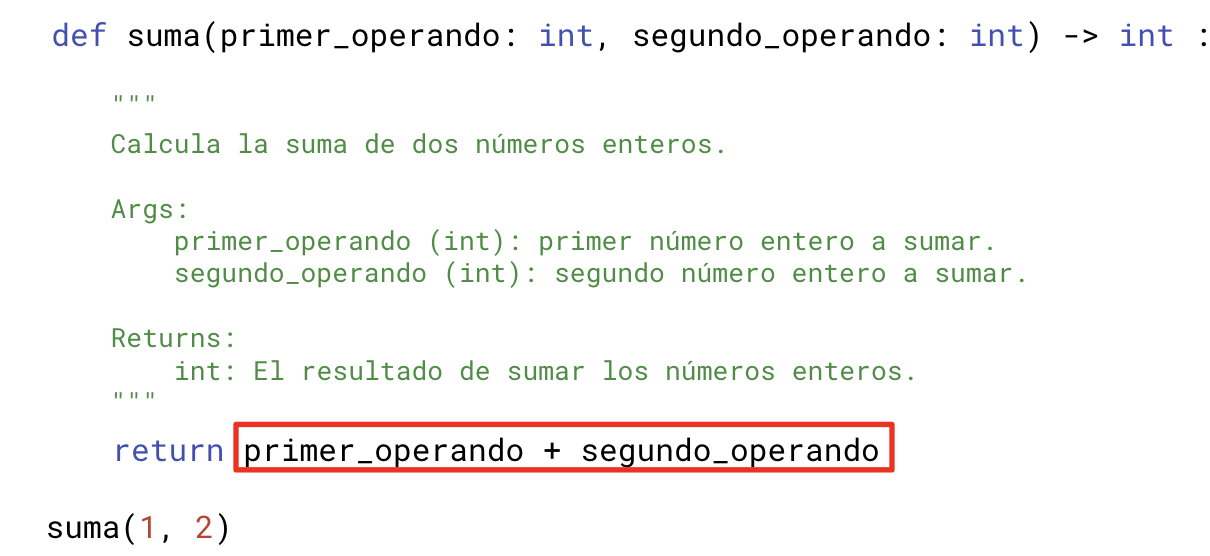 def suma(primer_operando: int, segundo_operando: int) -> int :
"""
Calcula la suma de dos números enteros.
Args:
primer_operando (int): primer número entero a sumar.
segundo_operando (int): segundo número entero a sumar.
Returns:
int: El resultado de sumar los números enteros.
"""
return primer_operando + segundo_operando
suma(1, 2)